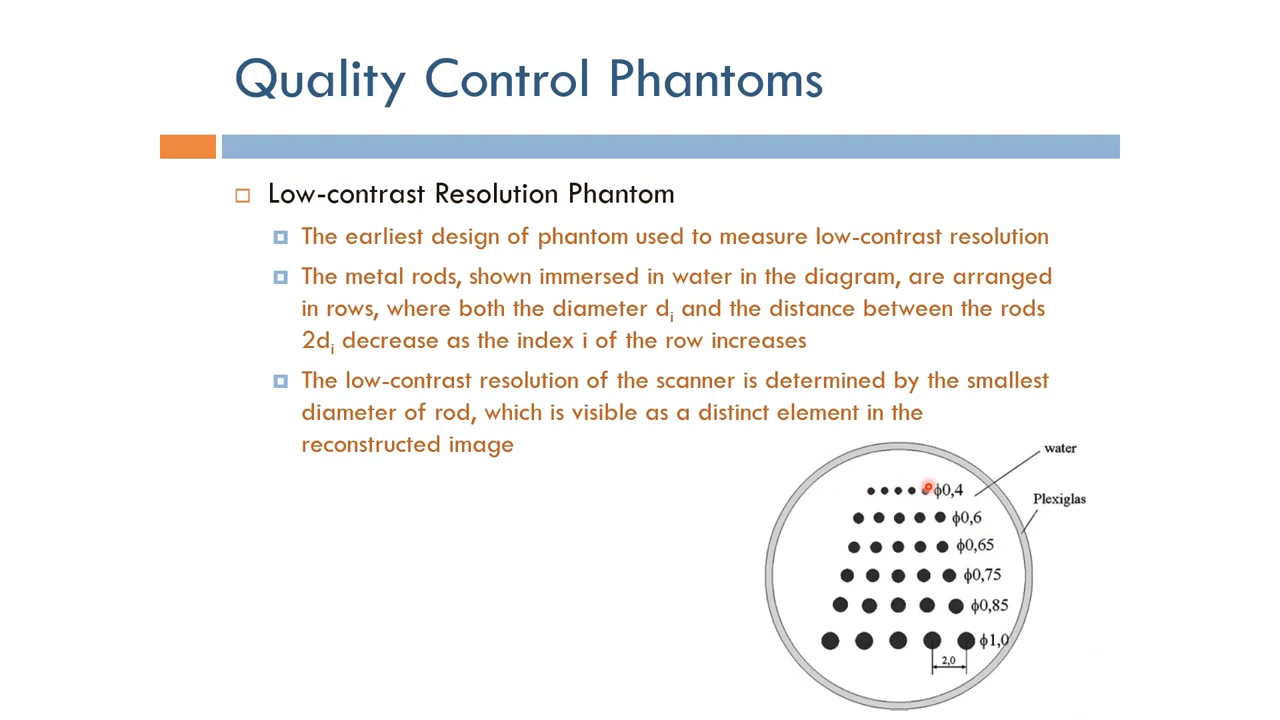 Quality Control Phantoms
Low-contrast Resolution Phantom
The earliest design of phantom used to measure low-contrast resolution
The metal rods, shown immersed in water in the diagram, are arranged
in rows, where both the diameter dᵢ and the distance between the rods
2dᵢ decrease as the index i of the row increases
The low-contrast resolution of the scanner is determined by the smallest
diameter of rod, which is visible as a distinct element in the
reconstructed image
water
ϕ0,4
Plexiglas
ϕ0,6
ϕ0,65
ϕ0,75
ϕ0,85
ϕ1,0
2,0